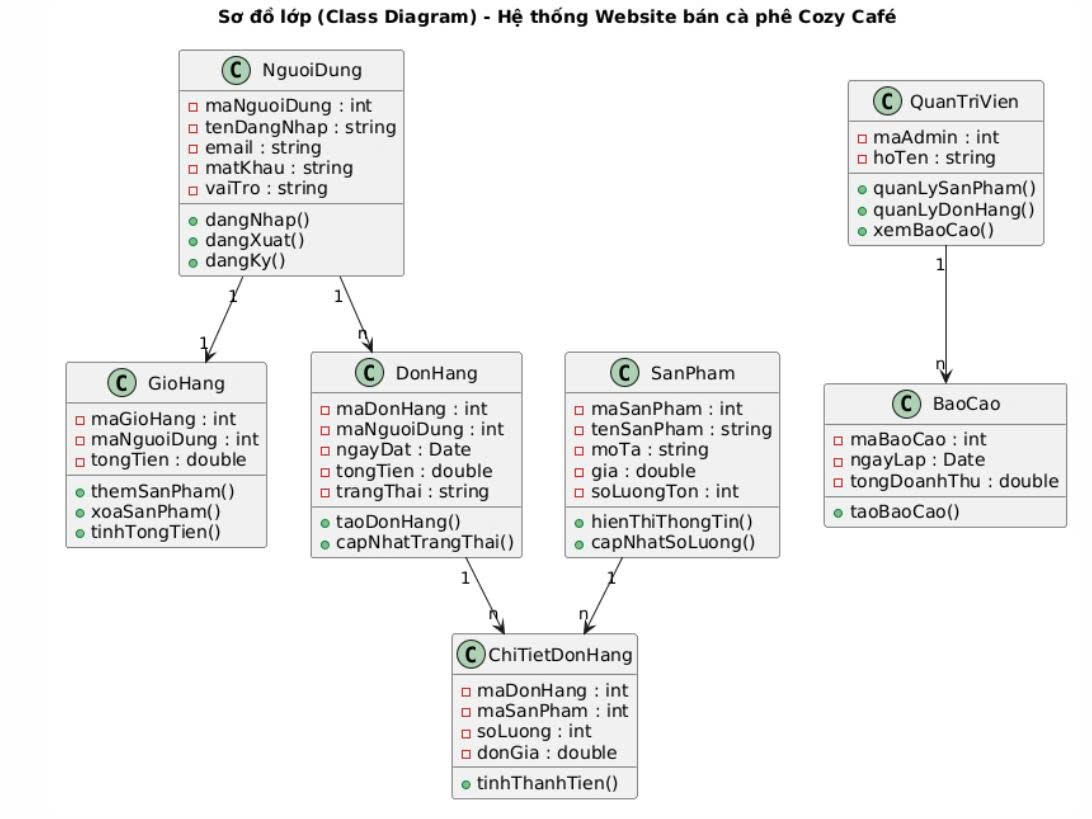 Sơ đồ lớp (Class Diagram) - Hệ thống Website bán cà phê Cozy Café
C NguoiDung
maNguoiDung : int
tenDangNhap : string
email : string
matKhau : string
vaiTro : string
dangNhap()
dangXuat()
dangKy()
C QuanTriVien
maAdmin : int
hoTen : string
quanLySanPham()
quanLyDonHang()
xemBaoCao()
1
1
1
n
1
n
C GioHang
maGioHang : int
maNguoiDung : int
tongTien : double
themSanPham()
xoaSanPham()
tinhTongTien()
C DonHang
maDonHang : int
maNguoiDung : int
ngayDat : Date
tongTien : double
trangThai : string
taoDonHang()
capNhatTrangThai()
C SanPham
maSanPham : int
tenSanPham : string
moTa : string
gia : double
soLuongTon : int
hienThiThongTin()
capNhatSoLuong()
C BaoCao
maBaoCao : int
ngayLap : Date
tongDoanhThu : double
taoBaoCao()
1
n
1
n
C ChiTietDonHang
maDonHang : int
maSanPham : int
soLuong : int
donGia : double
tinhThanhTien()